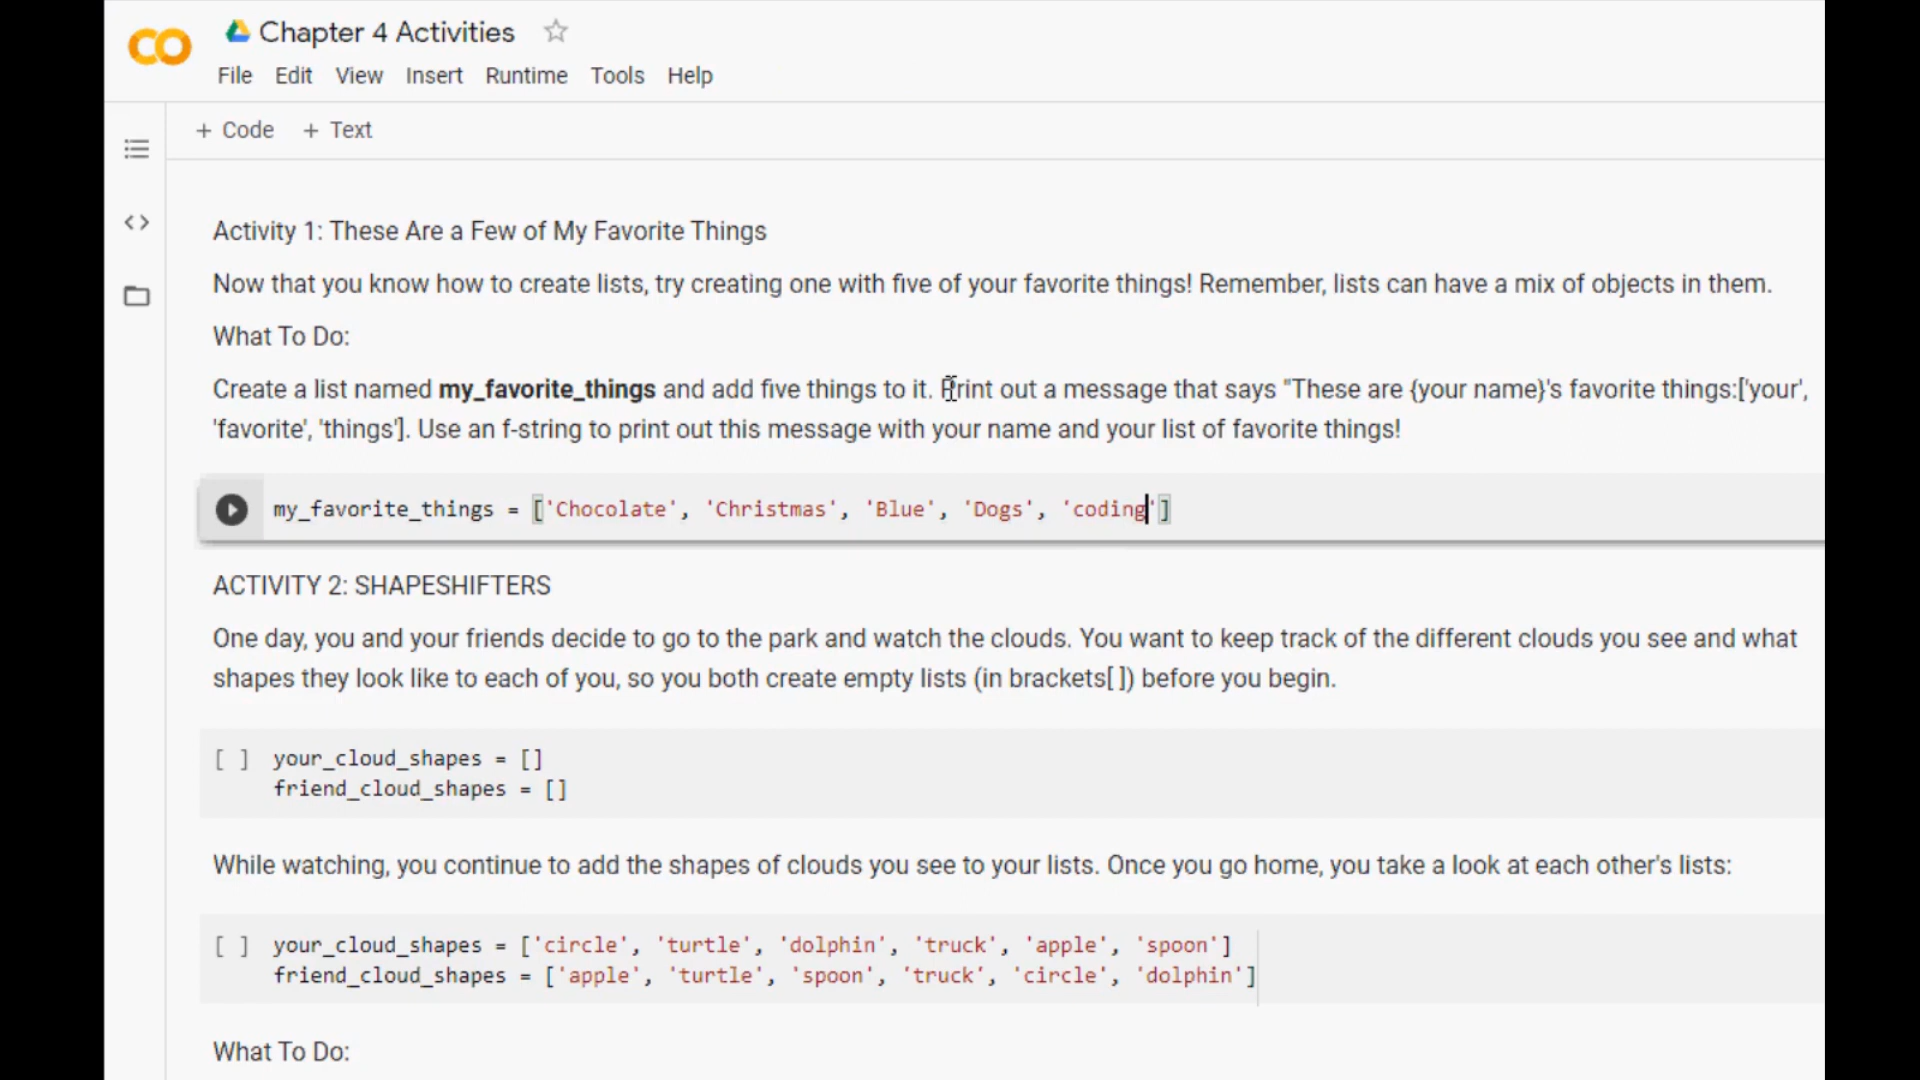 Chapter 4 Activities
File Edit View Insert Runtime Tools Help
+ Code + Text
Activity 1: These Are a Few of My Favorite Things
Now that you know how to create lists, try creating one with five of your favorite things! Remember, lists can have a mix of objects in them.
What To Do:
Create a list named my_favorite_things and add five things to it. Print out a message that says "These are {your name}'s favorite things:['your',
'favorite', 'things']. Use an f-string to print out this message with your name and your list of favorite things!
my_favorite_things = ['Chocolate', 'Christmas', 'Blue', 'Dogs', 'coding']
ACTIVITY 2: SHAPESHIFTERS
One day, you and your friends decide to go to the park and watch the clouds. You want to keep track of the different clouds you see and what
shapes they look like to each of you, so you both create empty lists (in brackets[ ]) before you begin.
[ ] your_cloud_shapes = []
friend_cloud_shapes = []
While watching, you continue to add the shapes of clouds you see to your lists. Once you go home, you take a look at each other's lists:
[ ] your_cloud_shapes = ['circle', 'turtle', 'dolphin', 'truck', 'apple', 'spoon']
friend_cloud_shapes = ['apple', 'turtle', 'spoon', 'truck', 'circle', 'dolphin']
What To Do: